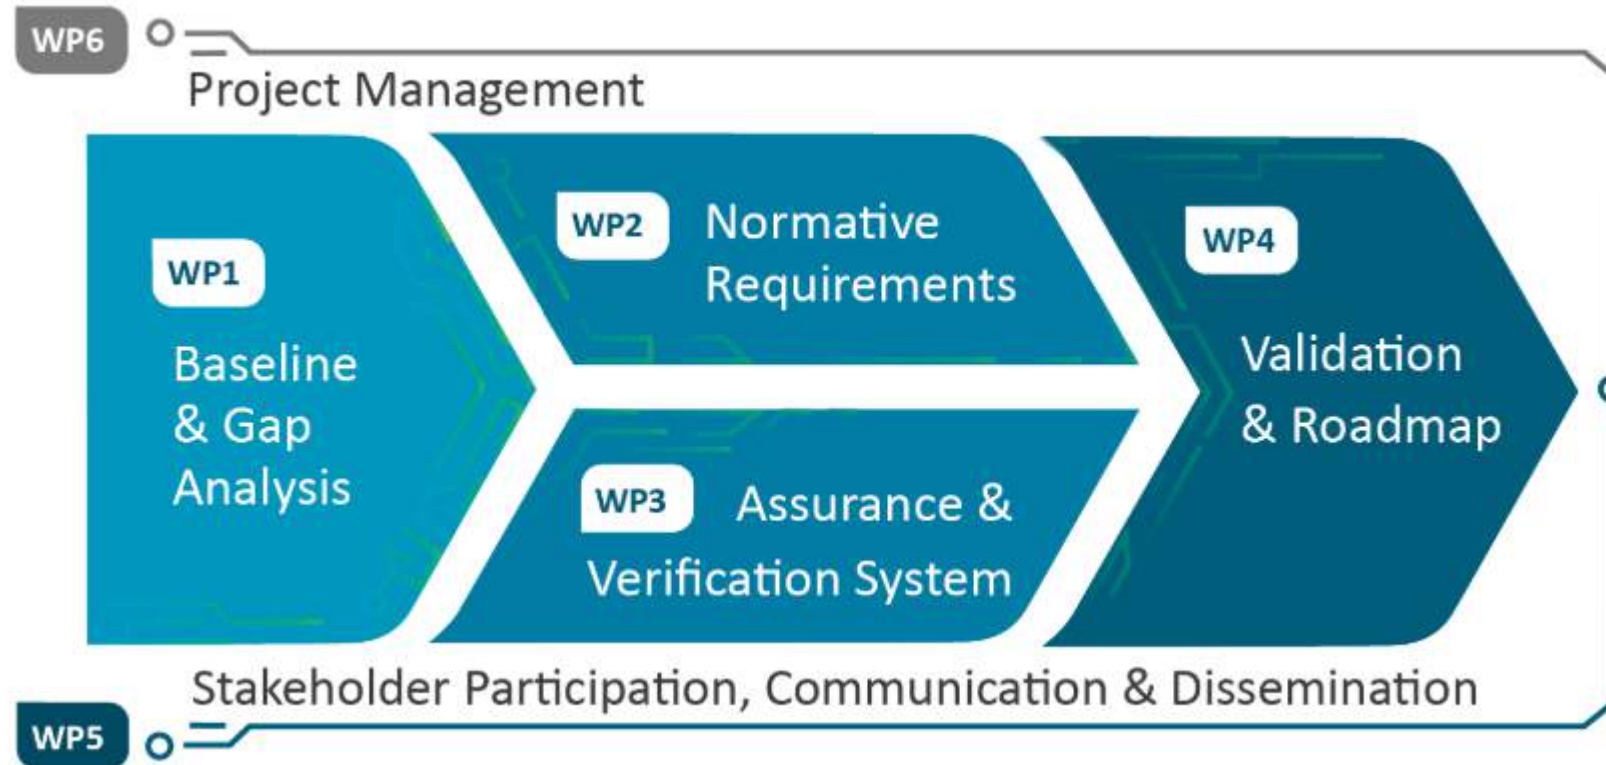 WP6
Project Management
WP1
Baseline
& Gap
Analysis
WP2 Normative
Requirements
WP3 Assurance &
Verification System
WP4
Validation
& Roadmap
Stakeholder Participation, Communication & Dissemination
WP5